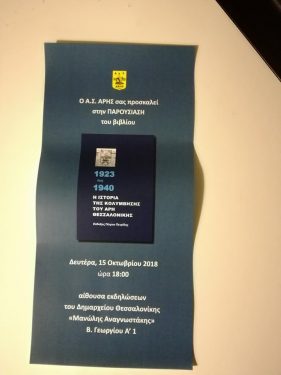 Ο Α.Σ. ΑΡΗΣ σας προσκαλεί
στην ΠΑΡΟΥΣΙΑΣΗ
του βιβλίου
1923
1940
Η ΙΣΤΟΡΙΑ
ΤΗΣ ΚΟΛΥΜΒΗΣΗΣ
ΤΟΥ ΑΡΗ
ΘΕΣΣΑΛΟΝΙΚΗΣ
Δευτέρα, 15 Οκτωβρίου 2018
ώρα 18:00
αίθουσα εκδηλώσεων
του Δημαρχείου Θεσσαλονίκης
«Μανώλης Αναγνωστάκης»
Β. Γεωργίου Α' 1